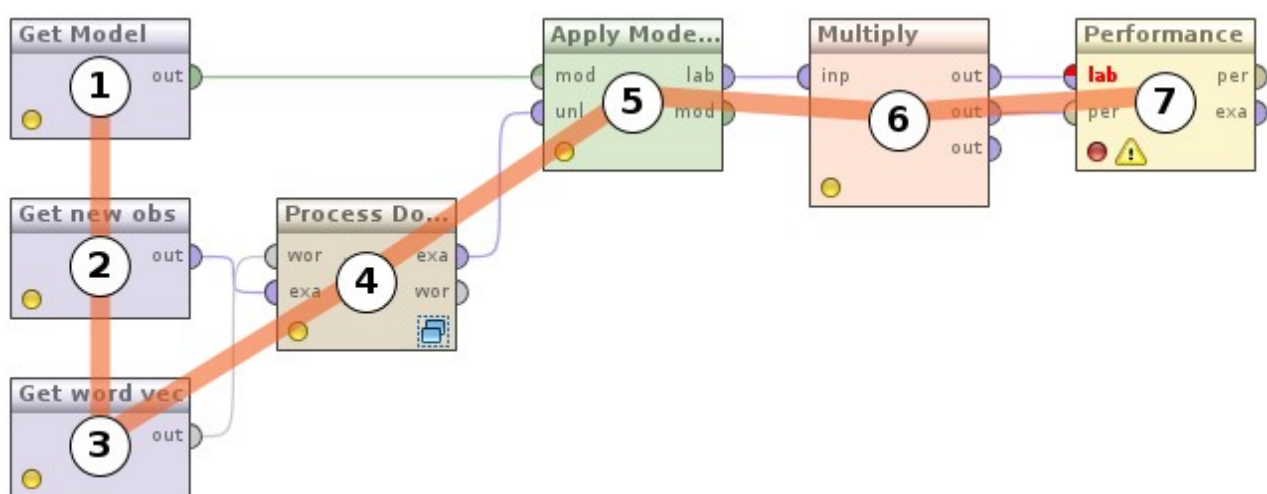 Get Model
out
1
Get new obs
out
2
Get word vec
out
3
Process Do...
wor exa
exa wor
4
Apply Mode...
mod lab
unl mod
5
Multiply
inp out
out
out
6
Performance
lab per
per exa
7